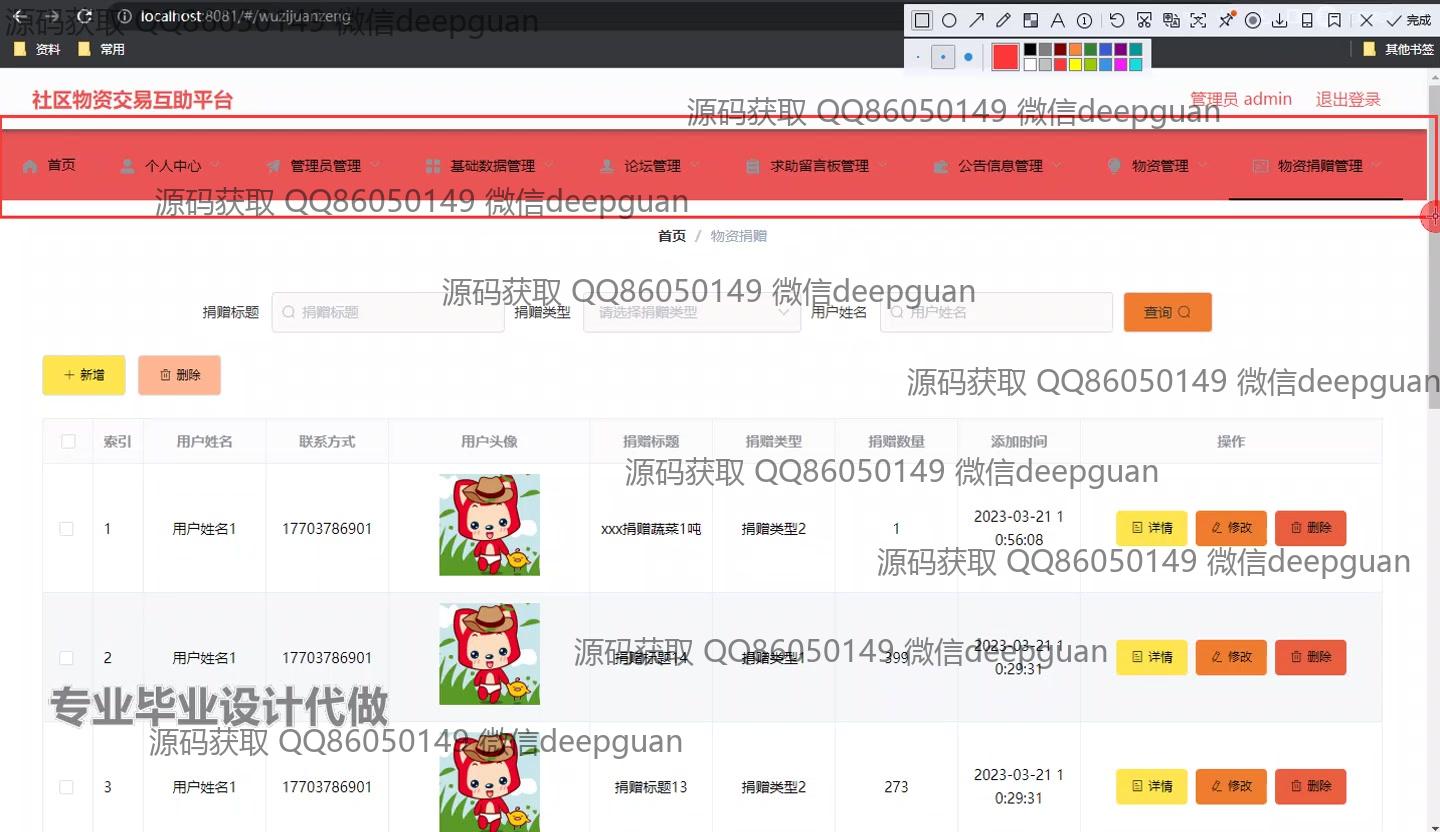 localhost:8081/#/wuzijuanzeng
源码获取 QQ86050149 微信deepguan
完成
资料 常用 其他书签
社区物资交易互助平台
管理员 admin 退出登录
源码获取 QQ86050149 微信deepguan
首页 个人中心 管理员管理 基础数据管理 论坛管理 求助留言板管理 公告信息管理 物资管理 物资捐赠管理
源码获取 QQ86050149 微信deepguan
首页 / 物资捐赠
源码获取 QQ86050149 微信deepguan
捐赠标题 捐赠标题 捐赠类型 请选择捐赠类型 用户姓名 用户姓名 查询
+ 新增 删除
源码获取 QQ86050149 微信deepguan
索引 用户姓名 联系方式 用户头像 捐赠标题 捐赠类型 捐赠数量 添加时间 操作
源码获取 QQ86050149 微信deepguan
1 用户姓名1 17703786901 xxx捐赠蔬菜1吨 捐赠类型2 1 2023-03-21 1
0:56:08 详情 修改 删除
源码获取 QQ86050149 微信deepguan
2 用户姓名1 17703786901 捐赠标题14 捐赠类型1 399 2023-03-21 1
0:29:31 详情 修改 删除
源码获取 QQ86050149 微信deepguan
专业毕业设计代做
源码获取 QQ86050149 微信deepguan
3 用户姓名1 17703786901 捐赠标题13 捐赠类型2 273 2023-03-21 1
0:29:31 详情 修改 删除